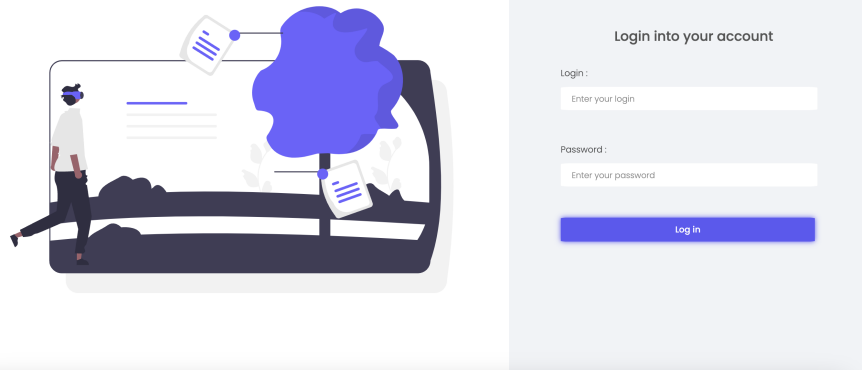 Login into your account
Login :
Enter your login
Password :
Enter your password
Log in